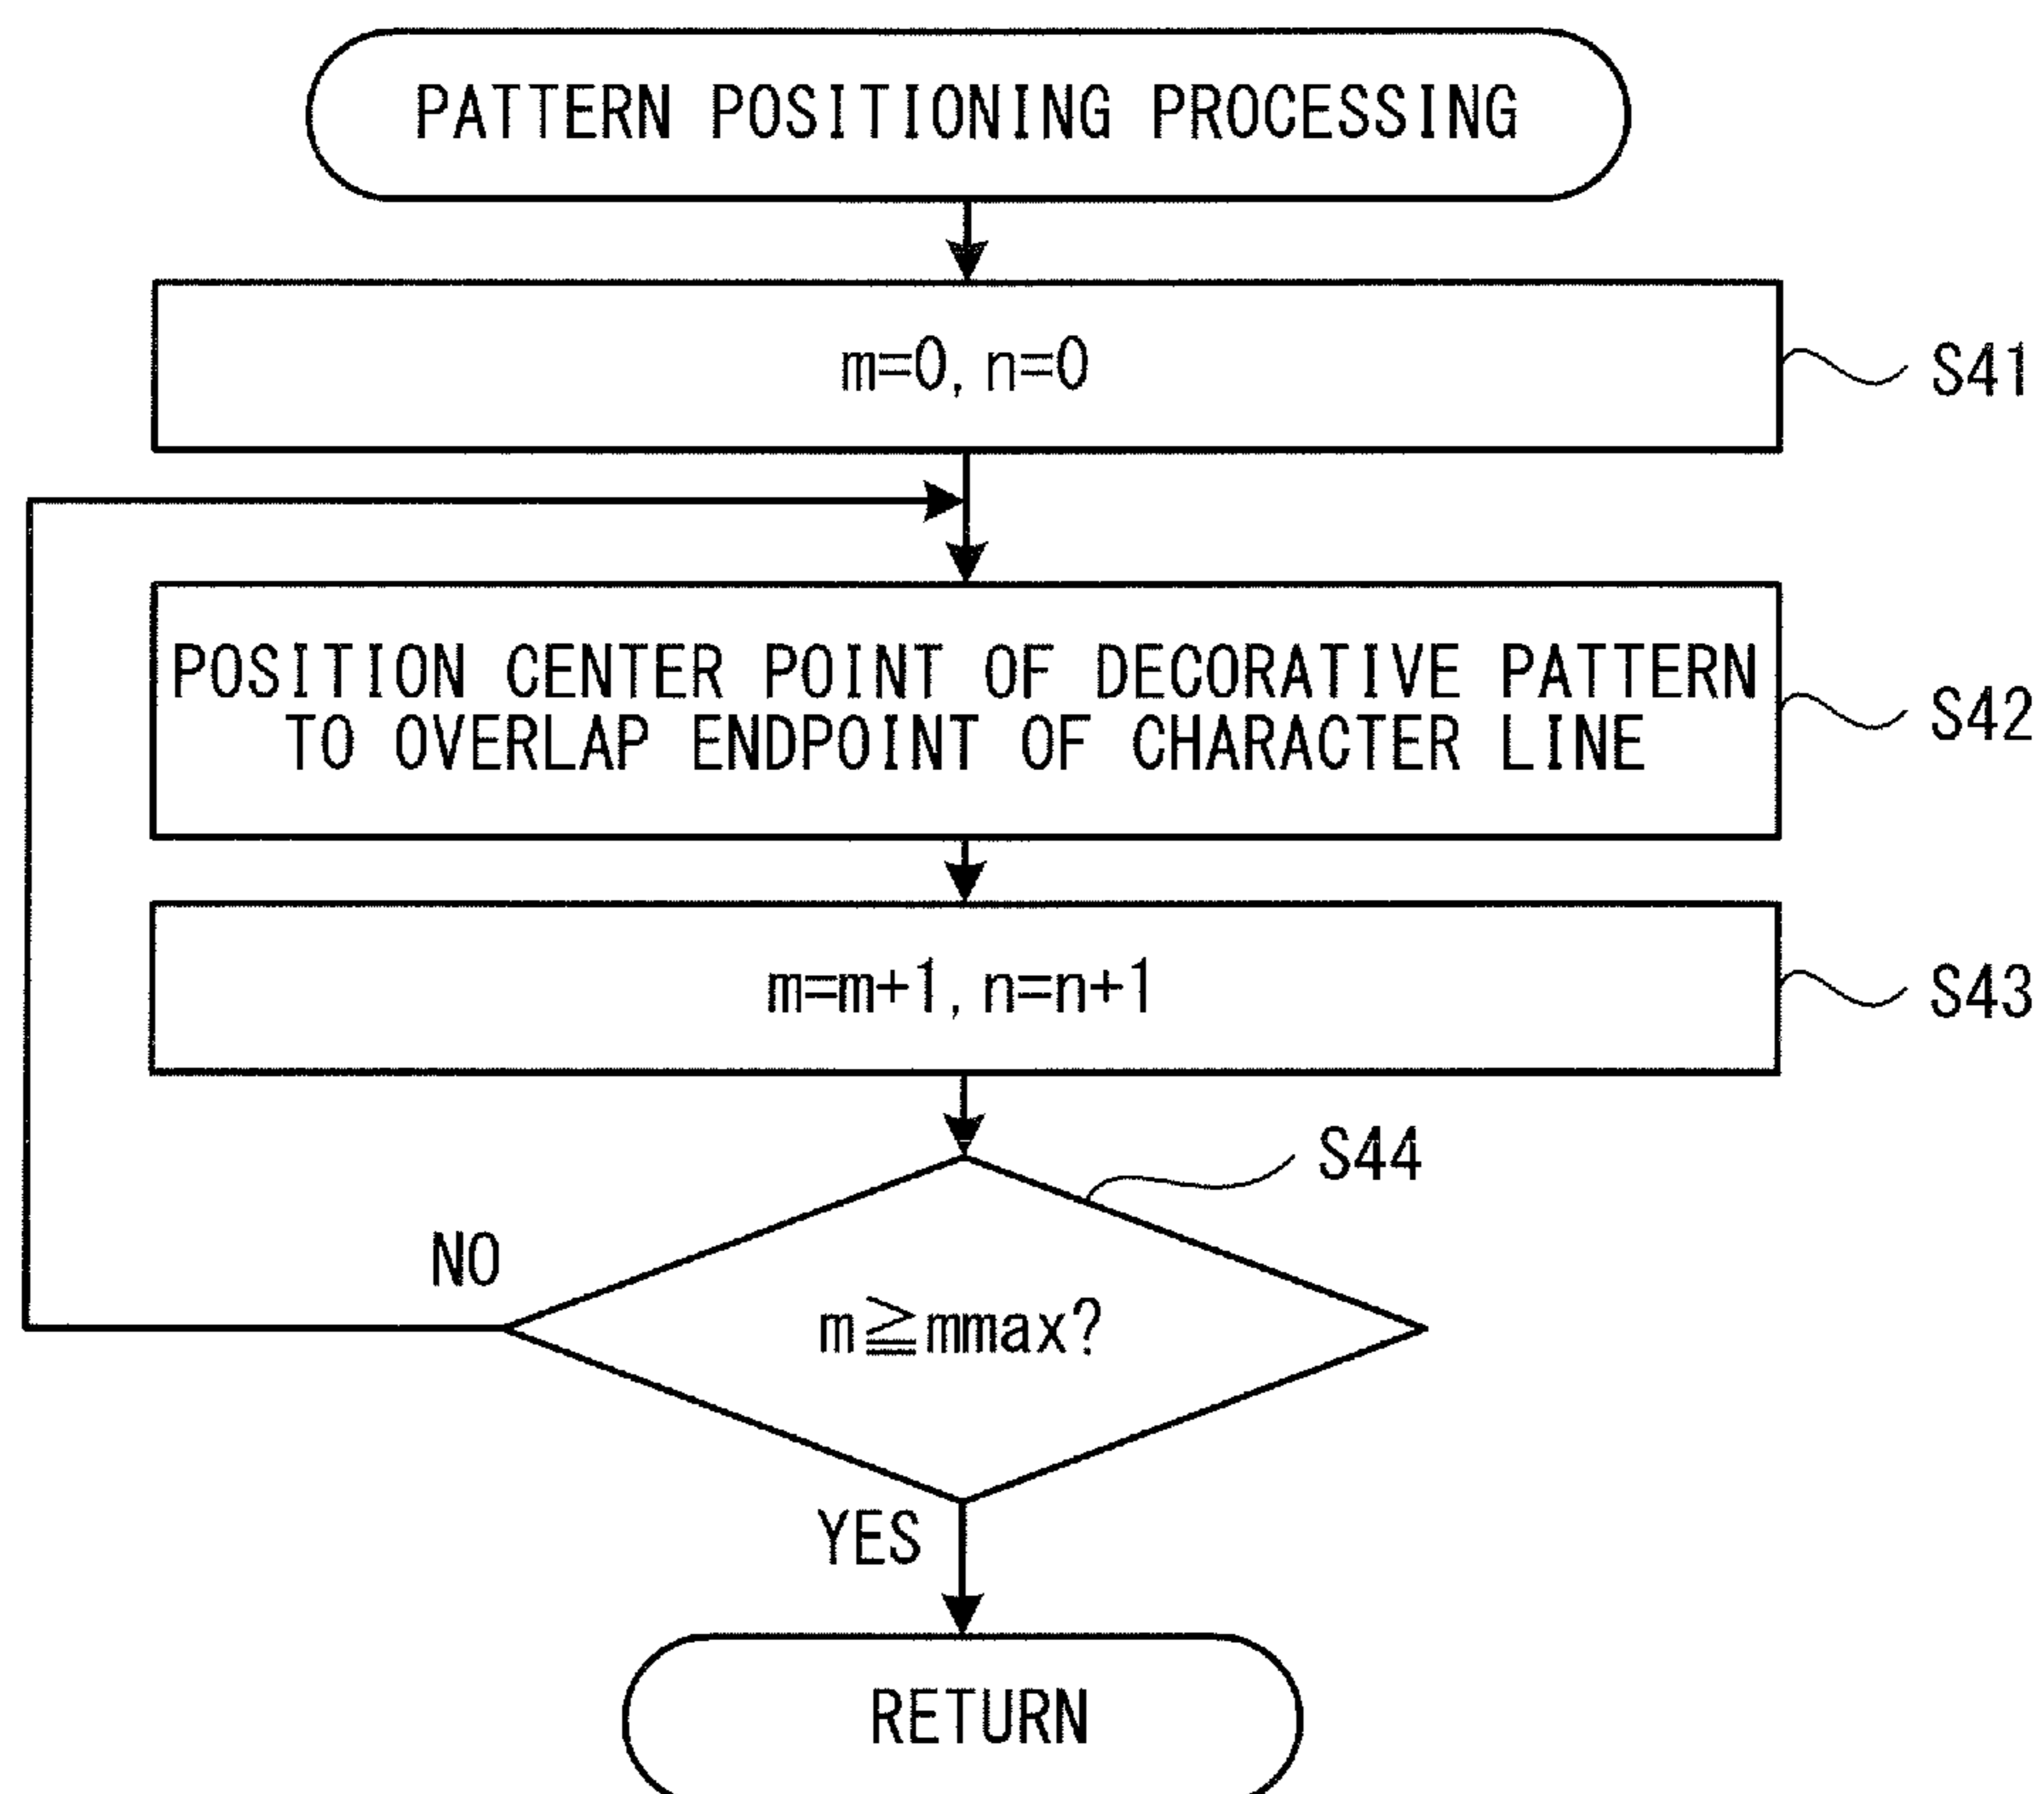 PATTERN POSITIONING PROCESSING
m=0, n=0
S41
POSITION CENTER POINT OF DECORATIVE PATTERN
TO OVERLAP ENDPOINT OF CHARACTER LINE
S42
m=m+1, n=n+1
S43
S44
NO
m≧mmax?
YES
RETURN